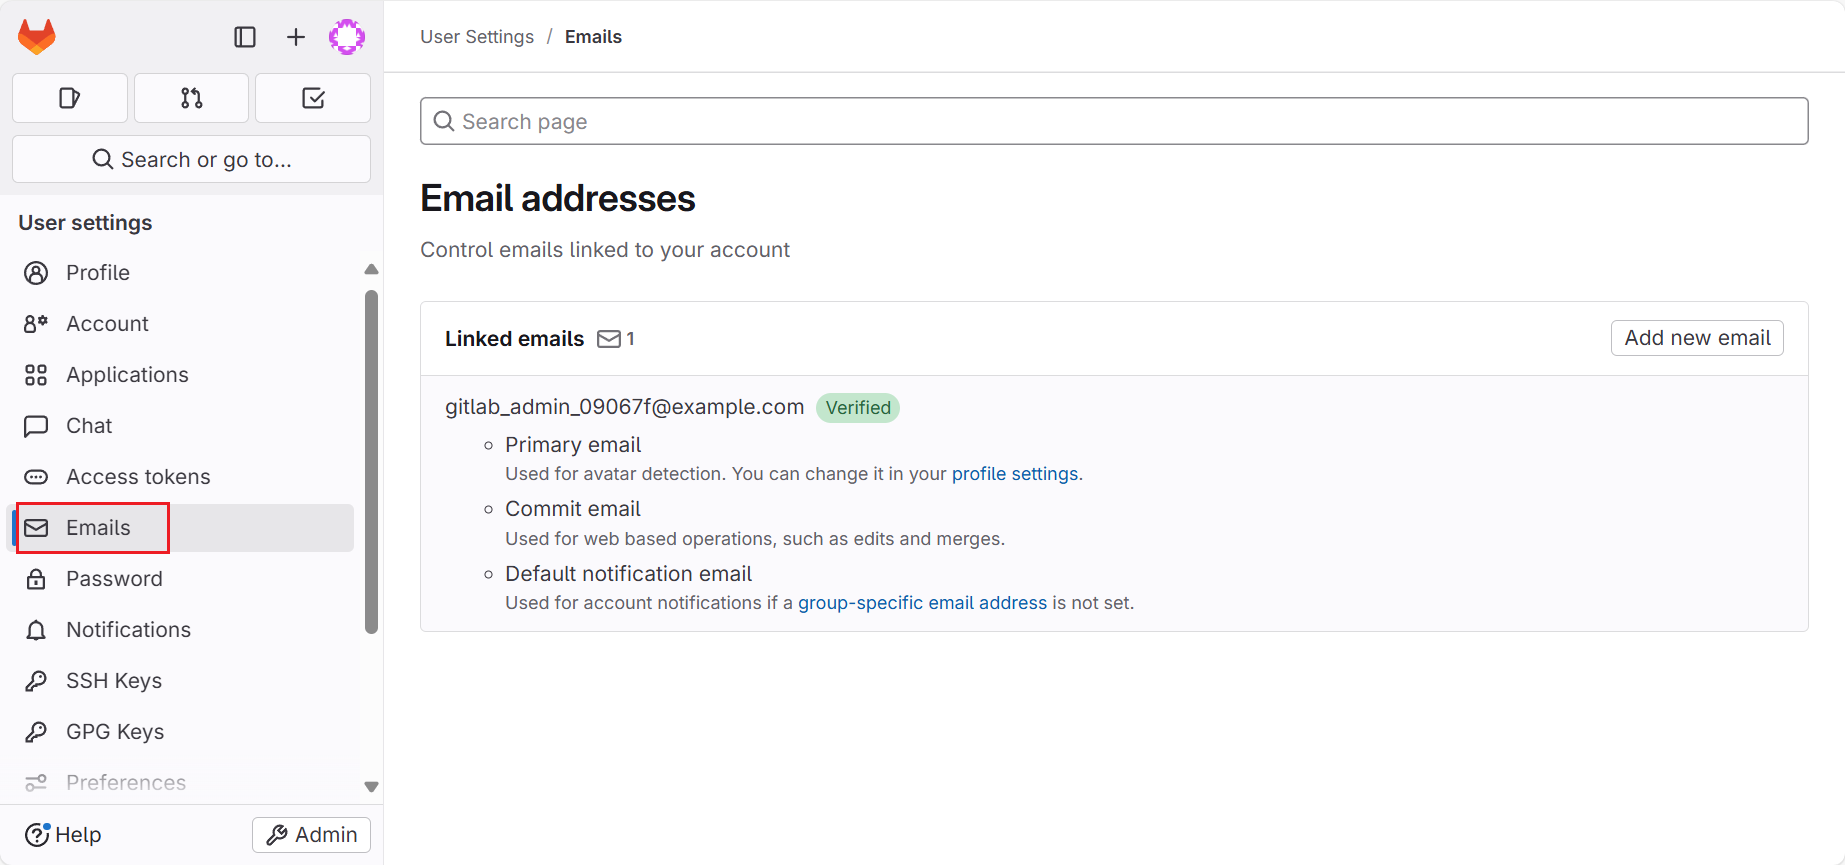 User Settings / Emails
Search or go to...
User settings
Profile
Account
Applications
Chat
Access tokens
Emails
Password
Notifications
SSH Keys
GPG Keys
Preferences
Help
Admin
Search page
Email addresses
Control emails linked to your account
Linked emails 1
Add new email
gitlab_admin_09067f@example.com Verified
Primary email
Used for avatar detection. You can change it in your profile settings.
Commit email
Used for web based operations, such as edits and merges.
Default notification email
Used for account notifications if a group-specific email address is not set.